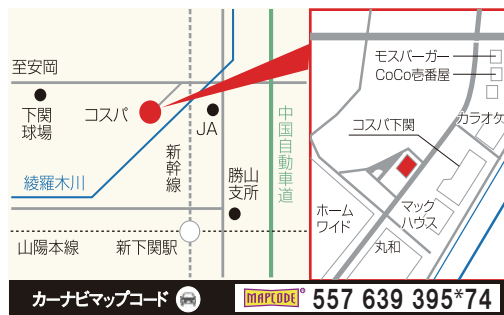 至安岡
下関
球場
コスパ
JA
新
幹
線
中
国
自
動
車
道
綾羅木川
勝山
支所
山陽本線
新下関駅
モスバーガー
CoCo壱番屋
カラオケ
コスパ下関
マック
ハウス
ホーム
ワイド
丸和
カーナビマップコード
MAPCODE®
557 639 395*74